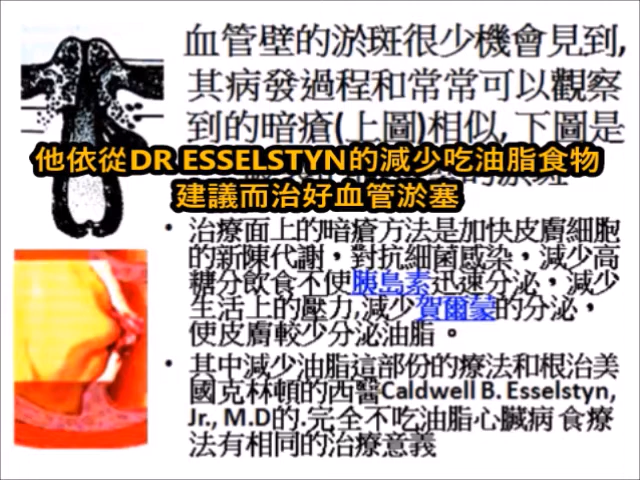 血管壁的淤斑很少機會見到,
其病發過程和常常可以觀察
到的暗瘡(上圖)相似, 下圖是
他依從DR ESSELSTYN的減少吃油脂食物
建議而治好血管淤塞
• 治療面上的暗瘡方法是加快皮膚細胞
的新陳代謝，對抗細菌感染，減少高
糖分飲食不使胰島素迅速分泌，減少
生活上的壓力,減少賀爾蒙的分泌，
使皮膚較少分泌油脂。
• 其中減少油脂這部份的療法和根治美
國克林頓的西醫Caldwell B. Esselstyn,
Jr., M.D的.完全不吃油脂心臟病 食療
法有相同的治療意義